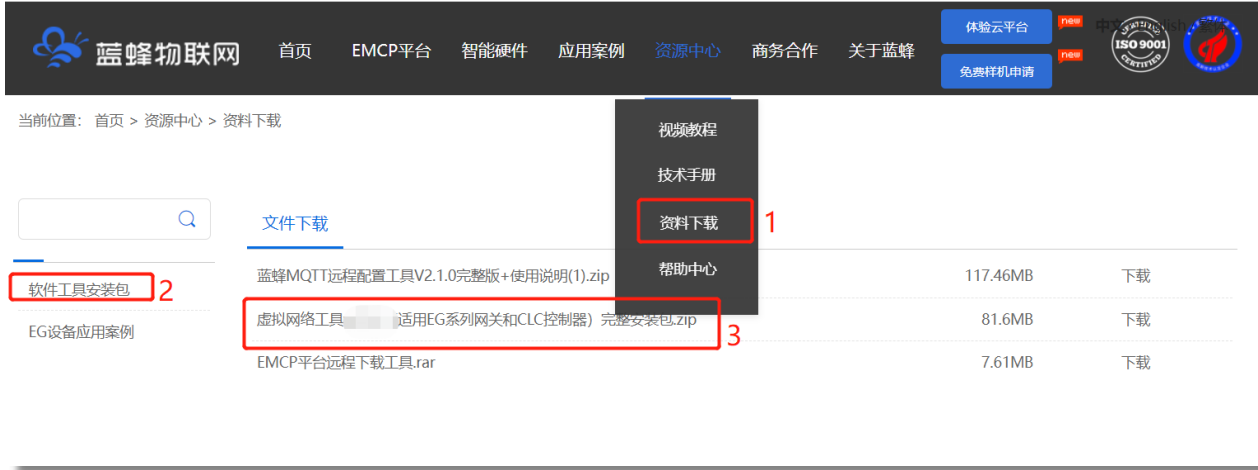 蓝蜂物联网
首页 EMCP平台 智能硬件 应用案例 资源中心 商务合作 关于蓝蜂
体验云平台 new
免费样机申请 new
ISO 9001
CERTIFIED
当前位置： 首页 > 资源中心 > 资料下载
视频教程
技术手册
资料下载 1
帮助中心
文件下载
软件工具安装包 2
EG设备应用案例
蓝蜂MQTT远程配置工具V2.1.0完整版+使用说明(1).zip 117.46MB 下载
虚拟网络工具 适用EG系列网关和CLC控制器）完整安装包.zip 3 81.6MB 下载
EMCP平台远程下载工具.rar 7.61MB 下载